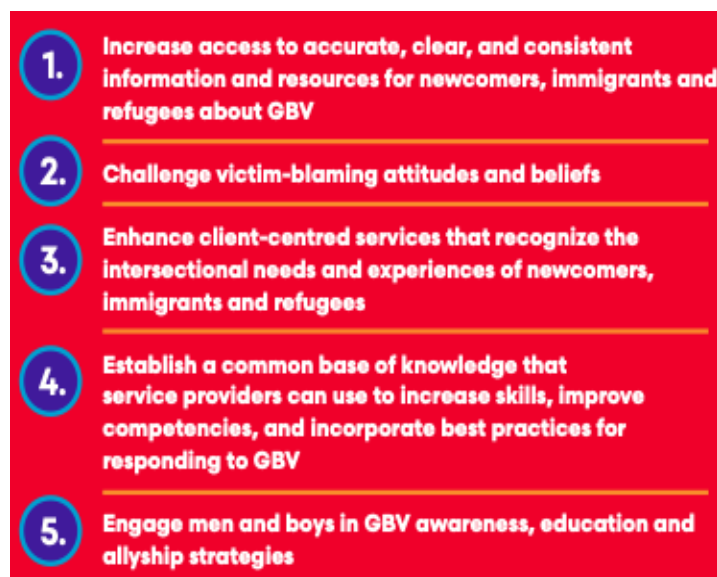 1.
Increase access to accurate, clear, and consistent
information and resources for newcomers, immigrants and
refugees about GBV
2.
Challenge victim-blaming attitudes and beliefs
3.
Enhance client-centred services that recognize the
intersectional needs and experiences of newcomers,
immigrants and refugees
4.
Establish a common base of knowledge that
service providers can use to increase skills, improve
competencies, and incorporate best practices for
responding to GBV
5.
Engage men and boys in GBV awareness, education and
allyship strategies